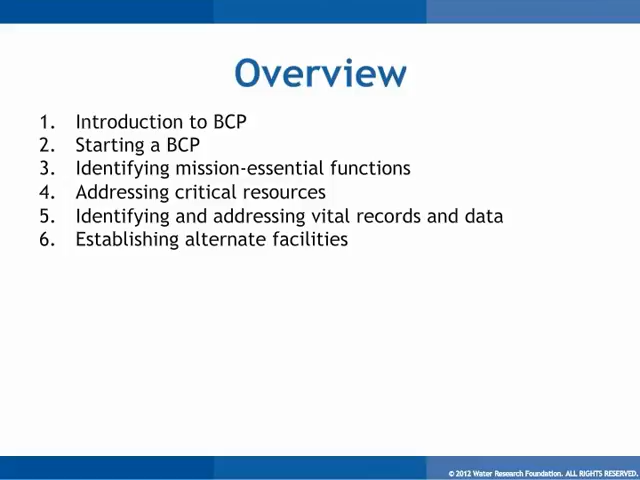 Overview
1. Introduction to BCP
2. Starting a BCP
3. Identifying mission-essential functions
4. Addressing critical resources
5. Identifying and addressing vital records and data
6. Establishing alternate facilities
© 2012 Water Research Foundation. ALL RIGHTS RESERVED.